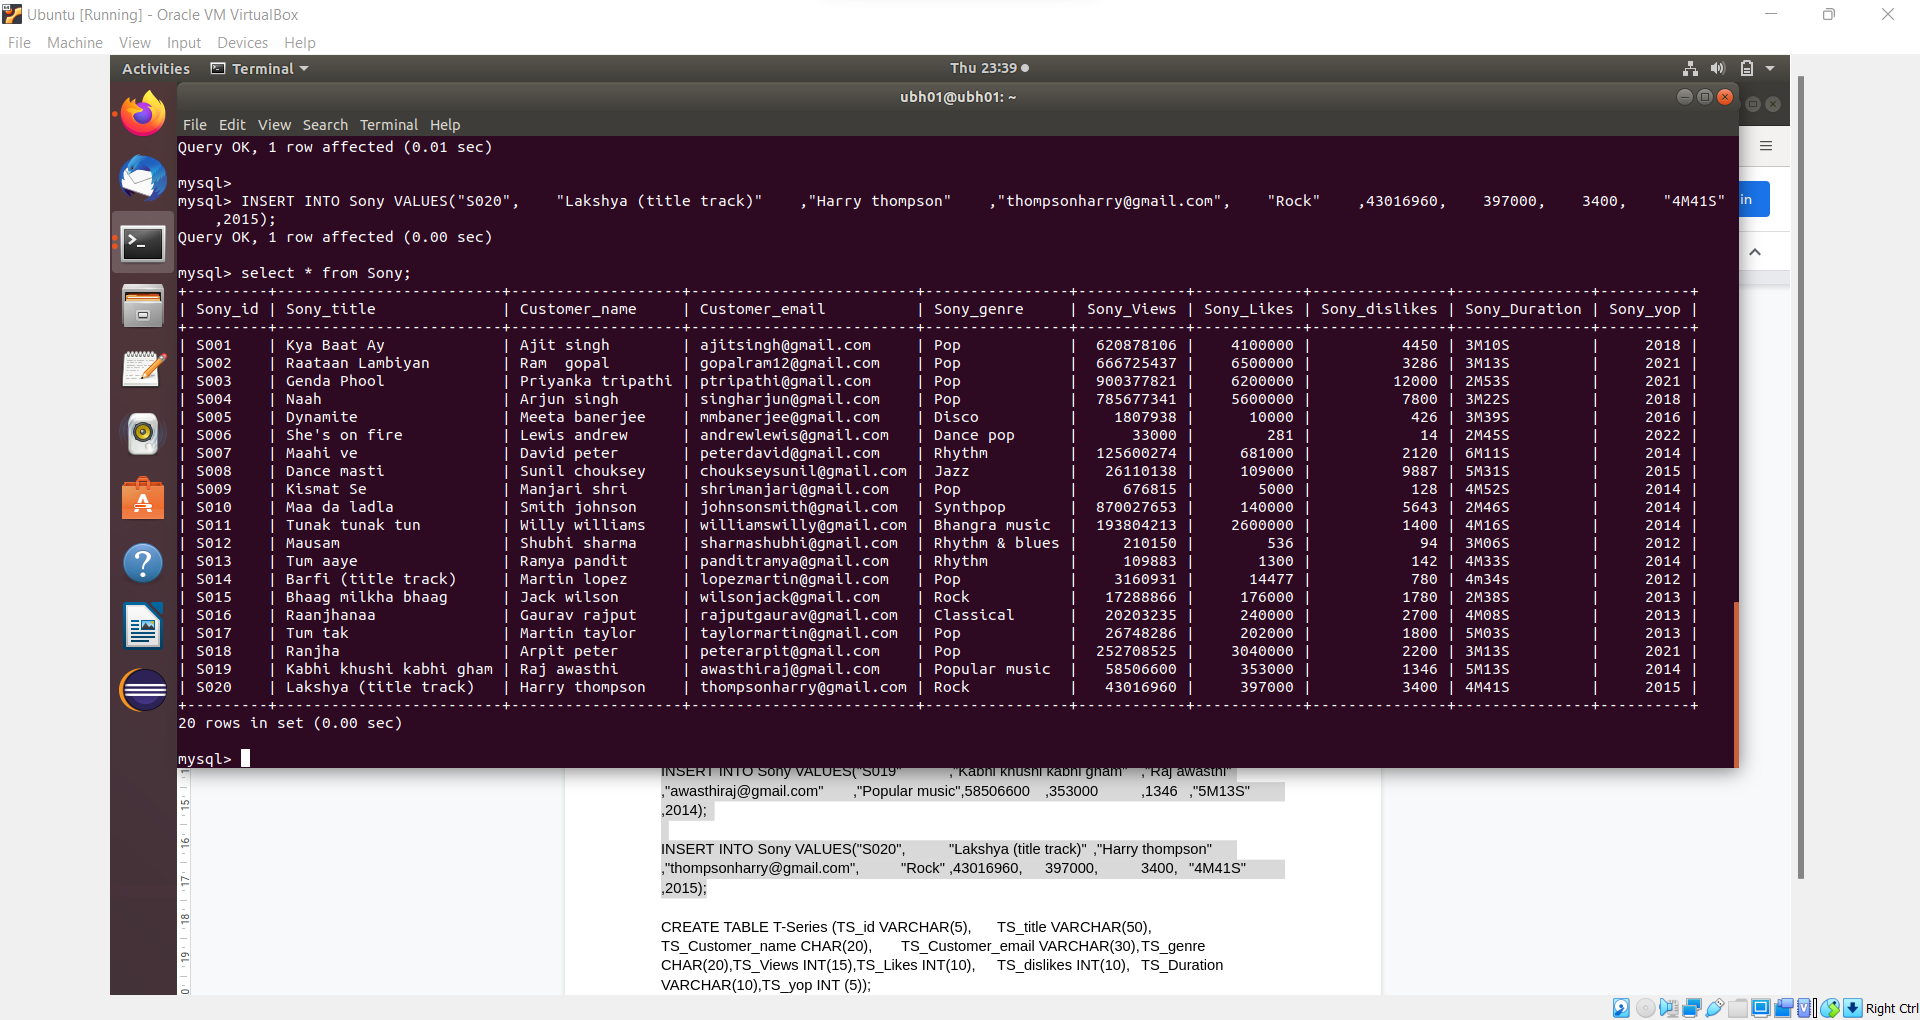 Ubuntu [Running] - Oracle VM VirtualBox
File Machine View Input Devices Help
Activities Terminal Thu 23:39
ubh01@ubh01: ~
File Edit View Search Terminal Help
Query OK, 1 row affected (0.01 sec)
mysql>
mysql> INSERT INTO Sony VALUES("S020", "Lakshya (title track)" ,"Harry thompson" ,"thompsonharry@gmail.com", "Rock" ,43016960, 397000, 3400, "4M41S"
,2015);
Query OK, 1 row affected (0.00 sec)
mysql> select * from Sony;
+---------+-------------------------+-------------------+-------------------------+---------------+------------+------------+---------------+---------------+----------+
| Sony_id | Sony_title | Customer_name | Customer_email | Sony_genre | Sony_Views | Sony_Likes | Sony_dislikes | Sony_Duration | Sony_yop |
+---------+-------------------------+-------------------+-------------------------+---------------+------------+------------+---------------+---------------+----------+
| S001 | Kya Baat Ay | Ajit singh | ajitsingh@gmail.com | Pop | 620878106 | 4100000 | 4450 | 3M10S | 2018 |
| S002 | Raataan Lambiyan | Ram gopal | gopalram12@gmail.com | Pop | 666725437 | 6500000 | 3286 | 3M13S | 2021 |
| S003 | Genda Phool | Priyanka tripathi | ptripathi@gmail.com | Pop | 900377821 | 6200000 | 12000 | 2M53S | 2021 |
| S004 | Naah | Arjun singh | singharjun@gmail.com | Pop | 785677341 | 5600000 | 7800 | 3M22S | 2018 |
| S005 | Dynamite | Meeta banerjee | mmbanerjee@gmail.com | Disco | 1807938 | 10000 | 426 | 3M39S | 2016 |
| S006 | She's on fire | Lewis andrew | andrewlewis@gmail.com | Dance pop | 33000 | 281 | 14 | 2M45S | 2022 |
| S007 | Maahi ve | David peter | peterdavid@gmail.com | Rhythm | 125600274 | 681000 | 2120 | 6M11S | 2014 |
| S008 | Dance masti | Sunil chouksey | choukseysunil@gmail.com | Jazz | 26110138 | 109000 | 9887 | 5M31S | 2015 |
| S009 | Kismat Se | Manjari shri | shrimanjari@gmail.com | Pop | 676815 | 5000 | 128 | 4M52S | 2014 |
| S010 | Maa da ladla | Smith johnson | johnsonsmith@gmail.com | Synthpop | 870027653 | 140000 | 5643 | 2M46S | 2014 |
| S011 | Tunak tunak tun | Willy williams | williamswilly@gmail.com | Bhangra music | 193804213 | 2600000 | 1400 | 4M16S | 2014 |
| S012 | Mausam | Shubhi sharma | sharmashubhi@gmail.com | Rhythm & blues | 210150 | 536 | 94 | 3M06S | 2012 |
| S013 | Tum aaye | Ramya pandit | panditramya@gmail.com | Rhythm | 109883 | 1300 | 142 | 4M33S | 2014 |
| S014 | Barfi (title track) | Martin lopez | lopezmartin@gmail.com | Pop | 3160931 | 14477 | 780 | 4m34s | 2012 |
| S015 | Bhaag milkha bhaag | Jack wilson | wilsonjack@gmail.com | Rock | 17288866 | 176000 | 1780 | 2M38S | 2013 |
| S016 | Raanjhanaa | Gaurav rajput | rajputgaurav@gmail.com | Classical | 20203235 | 240000 | 2700 | 4M08S | 2013 |
| S017 | Tum tak | Martin taylor | taylormartin@gmail.com | Pop | 26748286 | 202000 | 1800 | 5M03S | 2013 |
| S018 | Ranjha | Arpit peter | peterarpit@gmail.com | Pop | 252708525 | 3040000 | 2200 | 3M13S | 2021 |
| S019 | Kabhi khushi kabhi gham | Raj awasthi | awasthiraj@gmail.com | Popular music | 58506600 | 353000 | 1346 | 5M13S | 2014 |
| S020 | Lakshya (title track) | Harry thompson | thompsonharry@gmail.com | Rock | 43016960 | 397000 | 3400 | 4M41S | 2015 |
+---------+-------------------------+-------------------+-------------------------+---------------+------------+------------+---------------+---------------+----------+
20 rows in set (0.00 sec)
mysql>
in
INSERT INTO Sony VALUES("S019" ,"Kabhi khushi kabhi gham" ,"Raj awasthi"
,"awasthiraj@gmail.com" ,"Popular music",58506600 ,353000 ,1346 ,"5M13S"
,2014);
INSERT INTO Sony VALUES("S020", "Lakshya (title track)" ,"Harry thompson"
,"thompsonharry@gmail.com", "Rock" ,43016960, 397000, 3400, "4M41S"
,2015);
CREATE TABLE T-Series (TS_id VARCHAR(5), TS_title VARCHAR(50),
TS_Customer_name CHAR(20), TS_Customer_email VARCHAR(30),TS_genre
CHAR(20),TS_Views INT(15),TS_Likes INT(10), TS_dislikes INT(10), TS_Duration
VARCHAR(10),TS_yop INT (5));
15
16
17
18
19
Right Ctrl